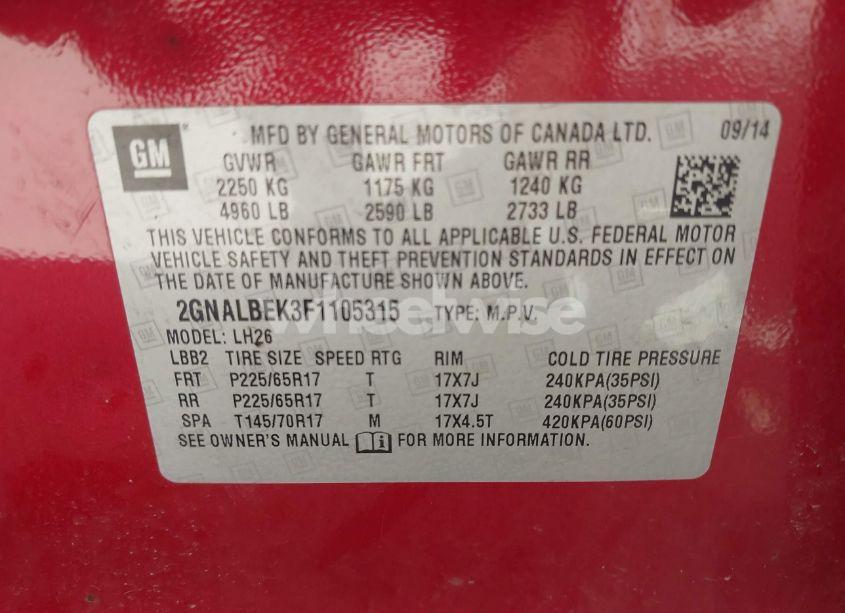 GM
MFD BY GENERAL MOTORS OF CANADA LTD. 09/14
GVWR GAWR FRT GAWR RR
2250 KG 1175 KG 1240 KG
4960 LB 2590 LB 2733 LB
THIS VEHICLE CONFORMS TO ALL APPLICABLE U.S. FEDERAL MOTOR
VEHICLE SAFETY AND THEFT PREVENTION STANDARDS IN EFFECT ON
THE DATE OF MANUFACTURE SHOWN ABOVE.
2GNALBEK3F1105315 TYPE: M.P.V.
MODEL: LH26
LBB2 TIRE SIZE SPEED RTG RIM COLD TIRE PRESSURE
FRT P225/65R17 T 17X7J 240KPA(35PSI)
RR P225/65R17 T 17X7J 240KPA(35PSI)
SPA T145/70R17 M 17X4.5T 420KPA(60PSI)
SEE OWNER'S MANUAL FOR MORE INFORMATION.